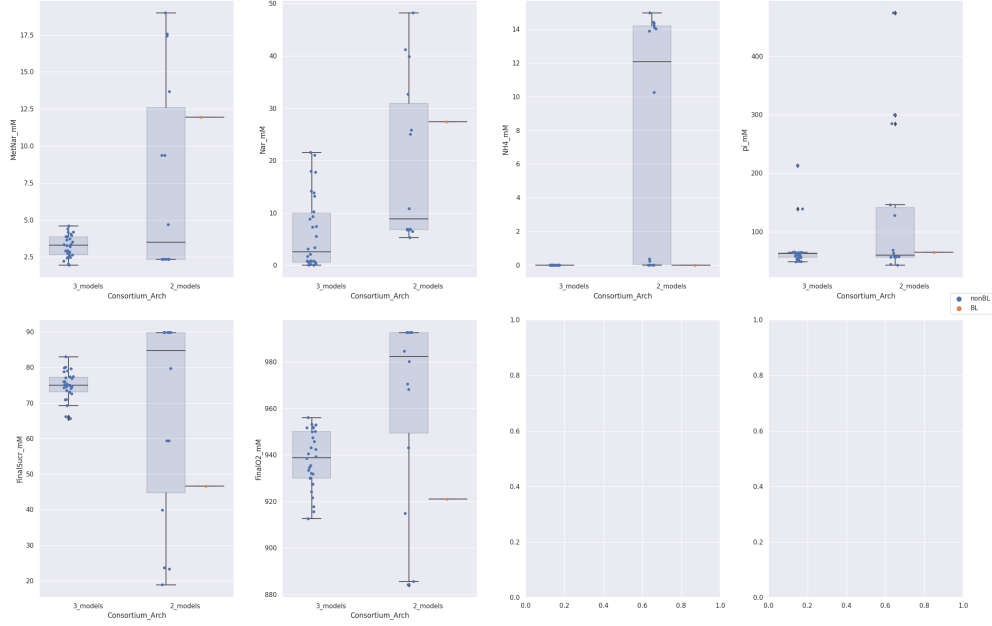 MetNar_mM
17.5
15.0
12.5
10.0
7.5
5.0
2.5
3_models
2_models
Consortium_Arch
Nar_mM
50
40
30
20
10
0
3_models
2_models
Consortium_Arch
NH4_mM
14
12
10
8
6
4
2
0
3_models
2_models
Consortium_Arch
pi_mM
400
300
200
100
3_models
2_models
Consortium_Arch
nonBL
BL
FinalSucr_mM
90
80
70
60
50
40
30
20
3_models
2_models
Consortium_Arch
FinalO2_mM
980
960
940
920
900
880
3_models
2_models
Consortium_Arch
1.0
0.8
0.6
0.4
0.2
0.0
0.0 0.2 0.4 0.6 0.8 1.0
1.0
0.8
0.6
0.4
0.2
0.0
0.0 0.2 0.4 0.6 0.8 1.0